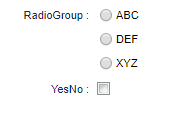 RadioGroup : ABC
DEF
XYZ
YesNo :